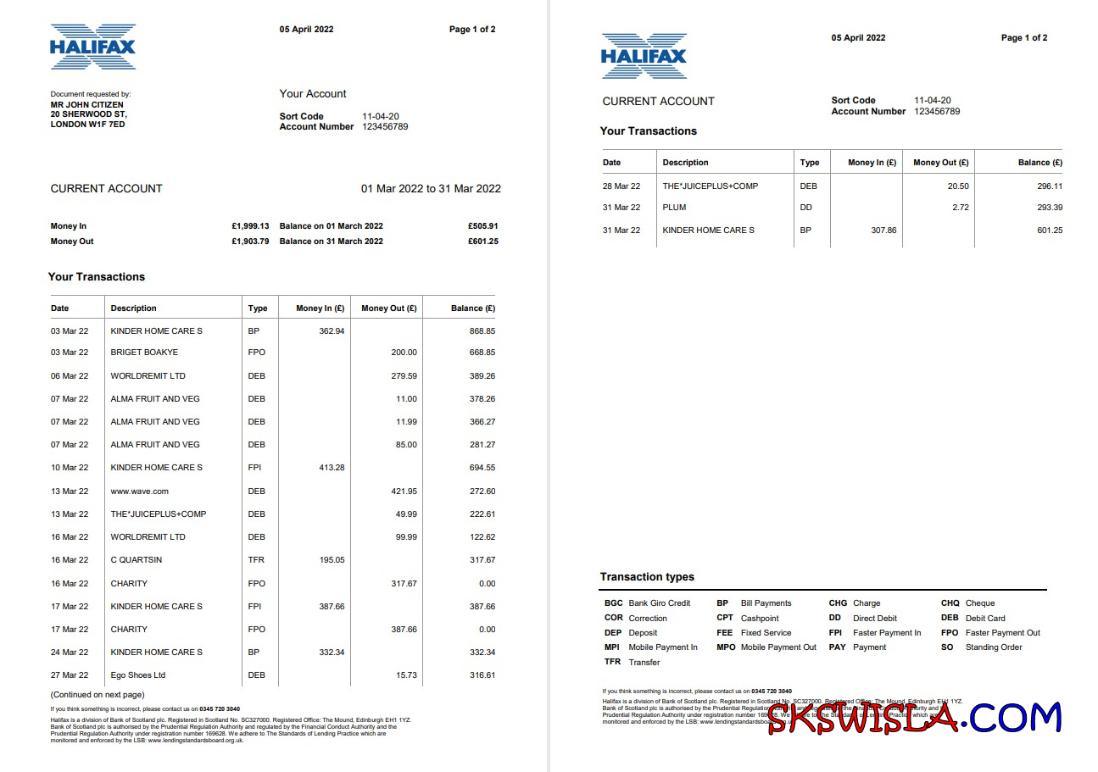 HALIFAX
05 April 2022 Page 1 of 2
Document requested by:
MR JOHN CITIZEN
20 SHERWOOD ST,
LONDON W1F 7ED
Your Account
Sort Code 11-04-20
Account Number 123456789
CURRENT ACCOUNT 01 Mar 2022 to 31 Mar 2022
Money In £1,999.13 Balance on 01 March 2022 £505.91
Money Out £1,903.79 Balance on 31 March 2022 £601.25
Your Transactions
Date Description Type Money In (£) Money Out (£) Balance (£)
03 Mar 22 KINDER HOME CARE S BP 362.94 868.85
03 Mar 22 BRIGET BOAKYE FPO 200.00 668.85
06 Mar 22 WORLDREMIT LTD DEB 279.59 389.26
07 Mar 22 ALMA FRUIT AND VEG DEB 11.00 378.26
07 Mar 22 ALMA FRUIT AND VEG DEB 11.99 366.27
07 Mar 22 ALMA FRUIT AND VEG DEB 85.00 281.27
10 Mar 22 KINDER HOME CARE S FPI 413.28 694.55
13 Mar 22 www.wave.com DEB 421.95 272.60
13 Mar 22 THE*JUICEPLUS+COMP DEB 49.99 222.61
16 Mar 22 WORLDREMIT LTD DEB 99.99 122.62
16 Mar 22 C QUARTSIN TFR 195.05 317.67
16 Mar 22 CHARITY FPO 317.67 0.00
17 Mar 22 KINDER HOME CARE S FPI 387.66 387.66
17 Mar 22 CHARITY FPO 387.66 0.00
24 Mar 22 KINDER HOME CARE S BP 332.34 332.34
27 Mar 22 Ego Shoes Ltd DEB 15.73 316.61
(Continued on next page)
If you think something is incorrect, please contact us on 0345 720 3040
Halifax is a division of Bank of Scotland plc. Registered in Scotland No. SC327000. Registered Office: The Mound, Edinburgh EH1 1YZ.
Bank of Scotland plc is authorised by the Prudential Regulation Authority and regulated by the Financial Conduct Authority and the
Prudential Regulation Authority under registration number 169628. We adhere to The Standards of Lending Practice which are
monitored and enforced by the LSB: www.lendingstandardsboard.org.uk.
HALIFAX
05 April 2022 Page 1 of 2
CURRENT ACCOUNT
Sort Code 11-04-20
Account Number 123456789
Your Transactions
Date Description Type Money In (£) Money Out (£) Balance (£)
28 Mar 22 THE*JUICEPLUS+COMP DEB 20.50 296.11
31 Mar 22 PLUM DD 2.72 293.39
31 Mar 22 KINDER HOME CARE S BP 307.86 601.25
Transaction types
BGC Bank Giro Credit BP Bill Payments CHG Charge CHQ Cheque
COR Correction CPT Cashpoint DD Direct Debit DEB Debit Card
DEP Deposit FEE Fixed Service FPI Faster Payment In FPO Faster Payment Out
MPI Mobile Payment In MPO Mobile Payment Out PAY Payment SO Standing Order
TFR Transfer
If you think something is incorrect, please contact us on 0345 720 3040
Halifax is a division of Bank of Scotland plc. Registered in Scotland No. SC327000. Registered Office: The Mound, Edinburgh EH1 1YZ.
Bank of Scotland plc is authorised by the Prudential Regulation
Prudential Regulation Authority under registration number
monitored and enforced by the LSB: www.lendingstandardsboard
SKSWISLA.COM